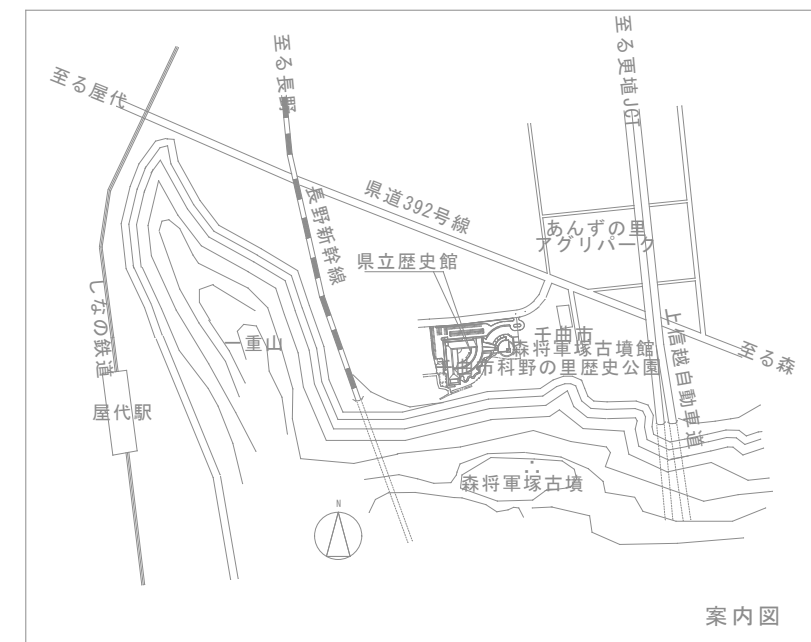 至る屋代
至る長野
至る更埴JCT
県道392号線
長野新幹線
あんずの里
アグリパーク
県立歴史館
しなの鉄道
一重山
千曲市
森将軍塚古墳館
千曲市科野の里歴史公園
上信越自動車道
至る森
屋代駅
森将軍塚古墳
N
案内図